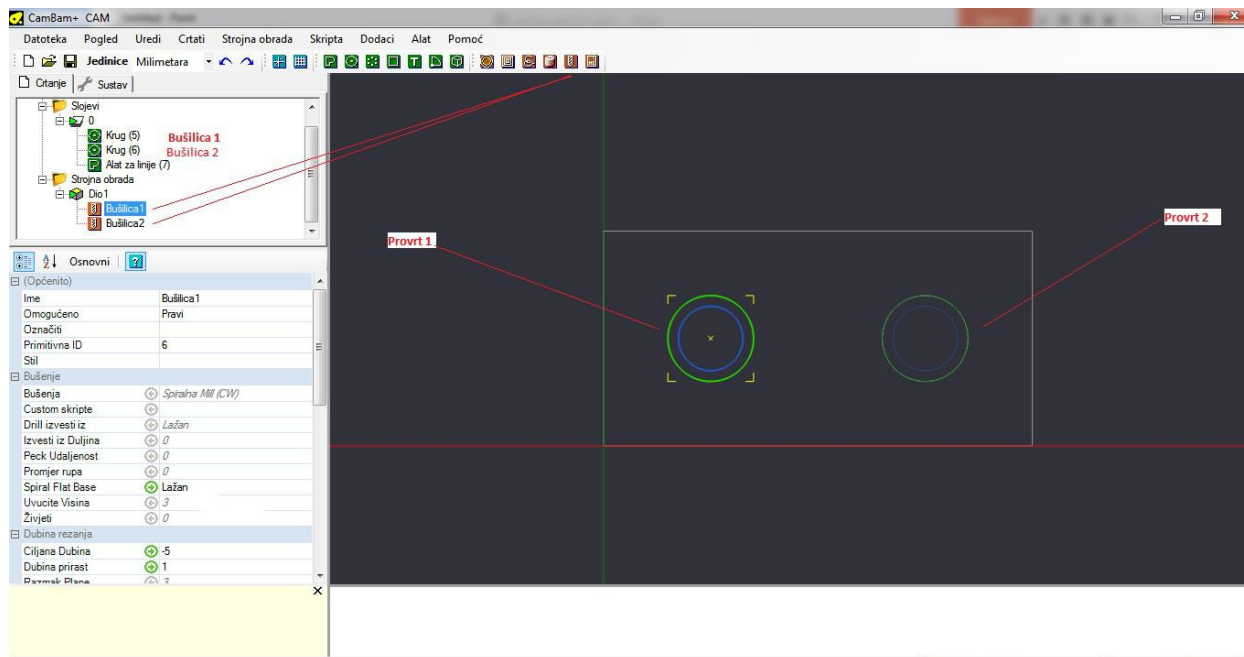 CamBam+ CAM
Datoteka Pogled Uredi Crtati Strojna obrada Skripta Dodaci Alat Pomoć
Jedinice Milimetara
Crtanje Sustav
Slojevi
0
Krug (5) Bušilica 1
Krug (6) Bušilica 2
Alat za linije (7)
Strojna obrada
Dio1
Bušilica1
Bušilica2
Provrt 1
Provrt 2
Osnovni
(Općenito)
Ime Bušilica1
Omogućeno Pravi
Označiti
Primitivna ID 6
Stil
Bušenje
Bušenja Spiralna Mill (CW)
Custom skripte
Drill izvesti iz Lažan
Izvesti iz Duljina 0
Peck Udaljenost 0
Promjer rupa 0
Spiral Flat Base Lažan
Uvucite Visina 3
Živjeti 0
Dubina rezanja
Ciljana Dubina -5
Dubina prirast 1
Razmak Plane 3